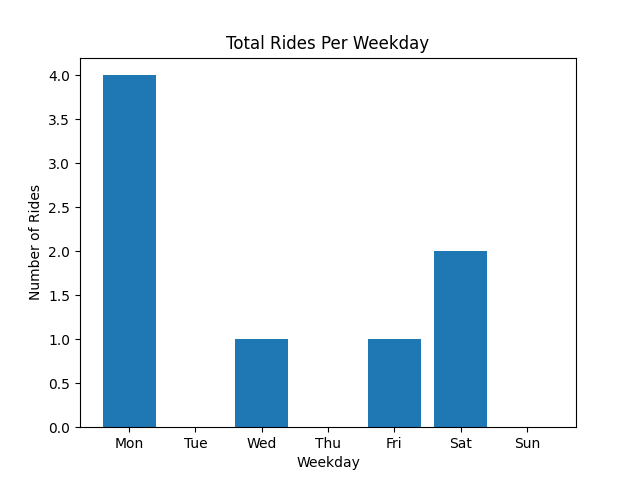 Total Rides Per Weekday
4.0
3.5
3.0
2.5
2.0
1.5
1.0
0.5
0.0
Number of Rides
Mon Tue Wed Thu Fri Sat Sun
Weekday